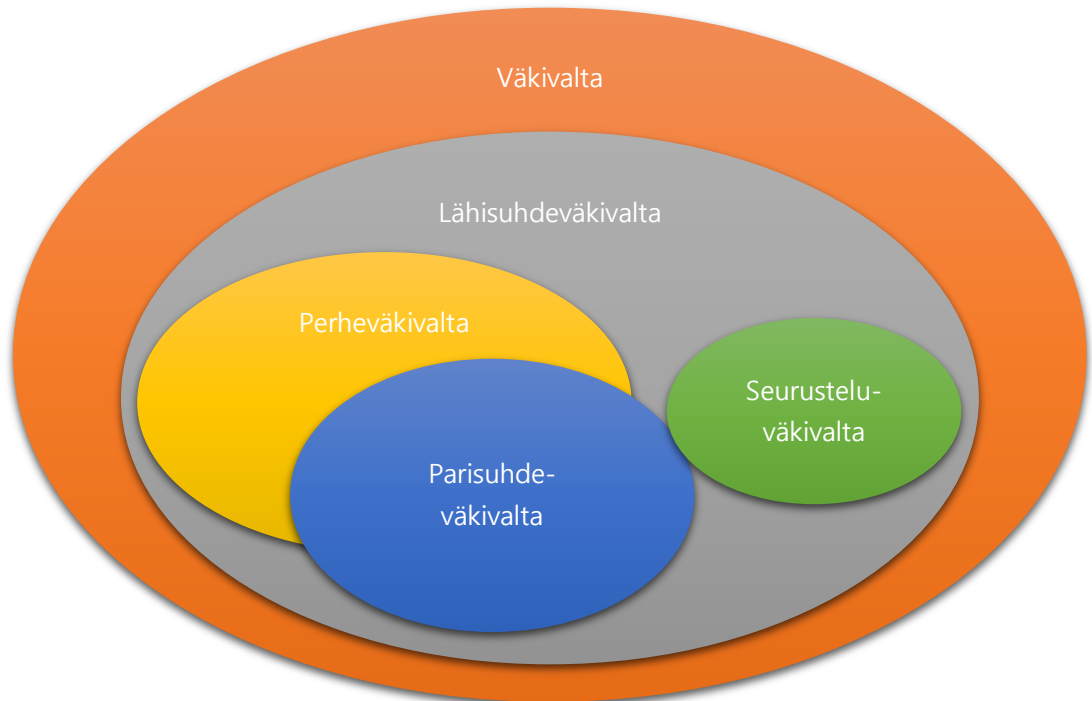 Väkivalta
Lähisuhdeväkivalta
Perheväkivalta
Parisuhde-
väkivalta
Seurustelu-
väkivalta